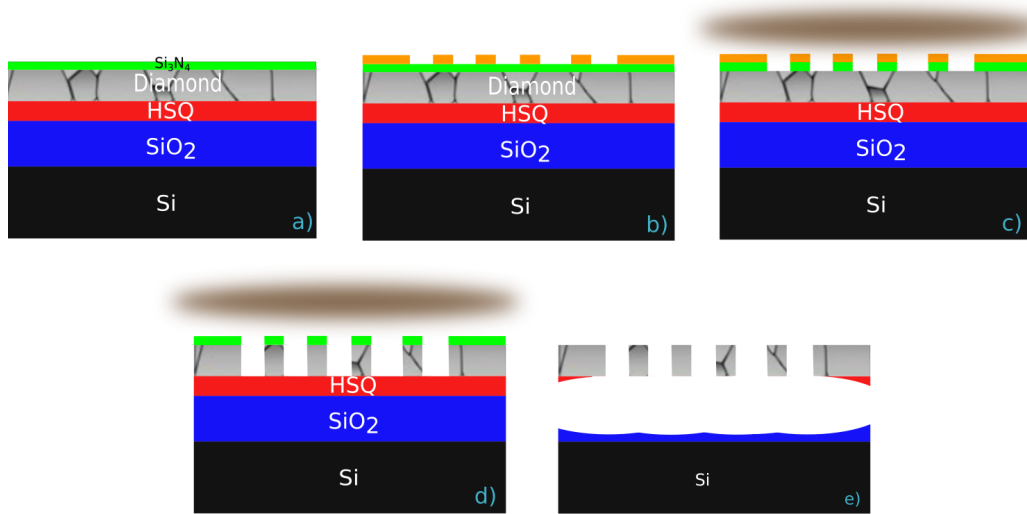 Si₃N₄
Diamond
HSQ
SiO₂
Si
a)
Diamond
HSQ
SiO₂
Si
b)
HSQ
SiO₂
Si
c)
HSQ
SiO₂
Si
d)
Si
e)